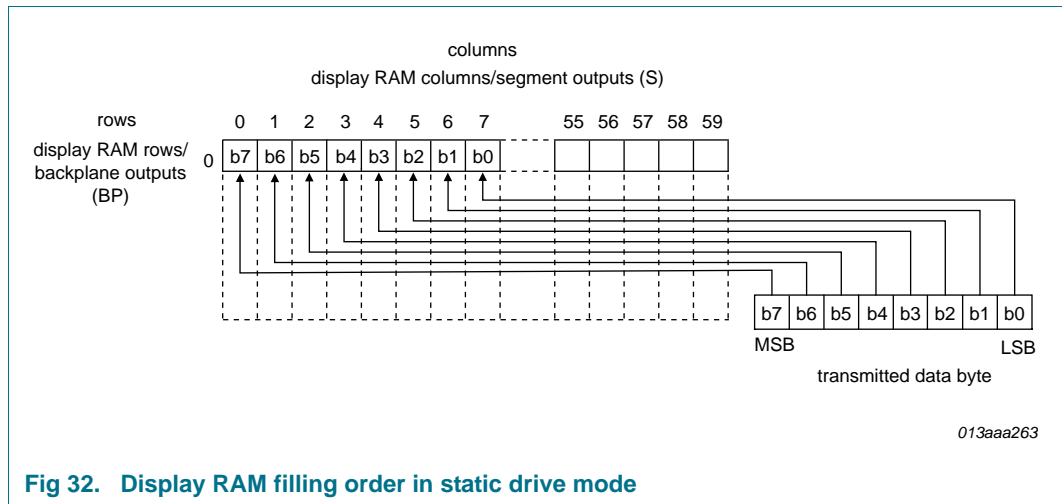 columns
display RAM columns/segment outputs (S)
rows 0 1 2 3 4 5 6 7 55 56 57 58 59
display RAM rows/
backplane outputs
(BP)
0 b7 b6 b5 b4 b3 b2 b1 b0
b7 b6 b5 b4 b3 b2 b1 b0
MSB LSB
transmitted data byte
013aaa263
Fig 32. Display RAM filling order in static drive mode